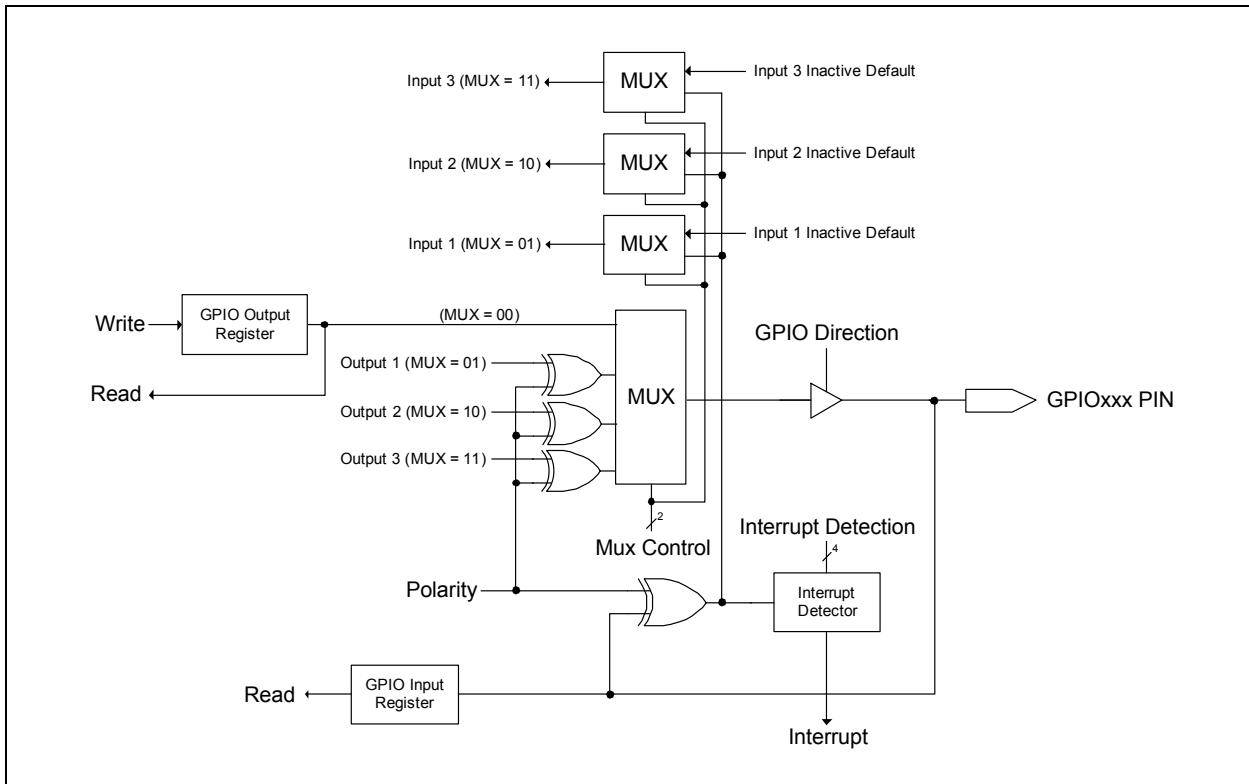 Input 3 (MUX = 11)
MUX
Input 3 Inactive Default
Input 2 (MUX = 10)
MUX
Input 2 Inactive Default
Input 1 (MUX = 01)
MUX
Input 1 Inactive Default
Write
GPIO Output
Register
(MUX = 00)
GPIO Direction
Read
Output 1 (MUX = 01)
Output 2 (MUX = 10)
Output 3 (MUX = 11)
MUX
GPIOxxx PIN
2
Mux Control
Interrupt Detection
4
Polarity
Interrupt
Detector
Read
GPIO Input
Register
Interrupt